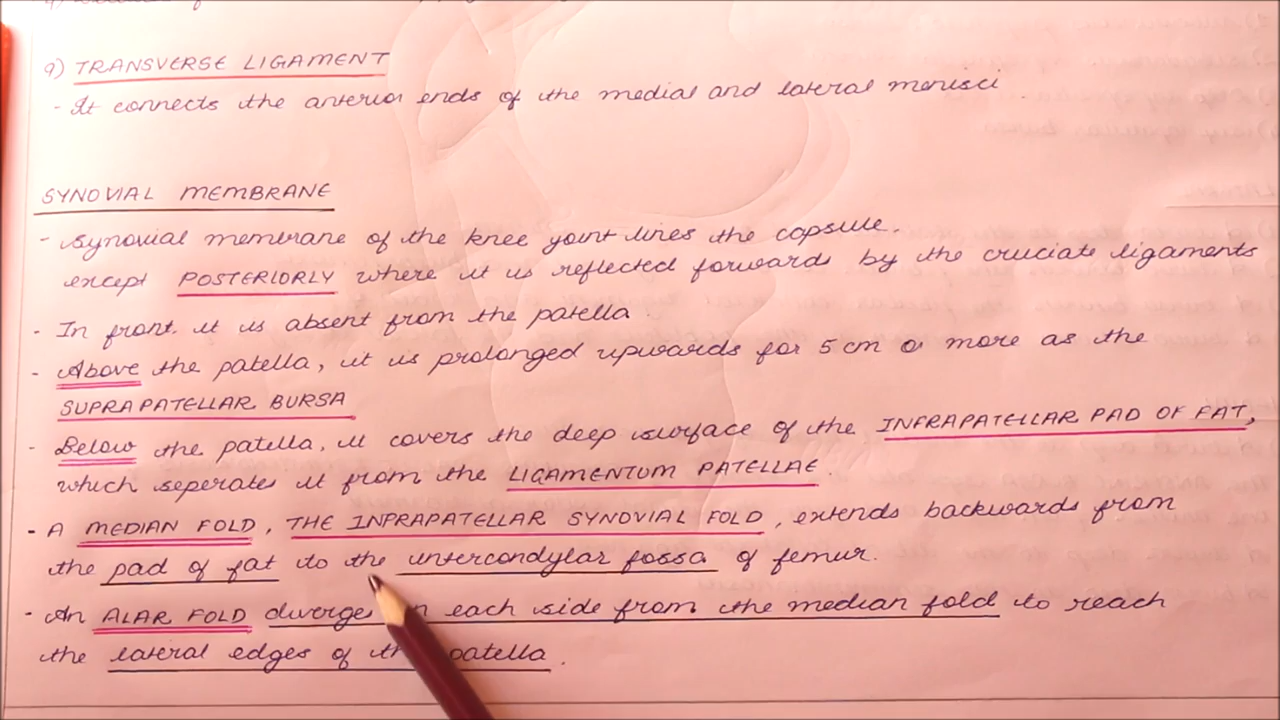 9) TRANSVERSE LIGAMENT
- It connects the anterior ends of the medial and lateral menisci
SYNOVIAL MEMBRANE
- Synovial membrane of the knee joint lines the capsule.
except POSTERIORLY where it is reflected forwards by the cruciate ligaments
- In front it is absent from the patella
- Above the patella, it is prolonged upwards for 5 cm or more as the
SUPRAPATELLAR BURSA
- Below the patella, it covers the deep surface of the INFRAPATELLAR PAD OF FAT,
which seperates it from the LIGAMENTUM PATELLAE.
- A MEDIAN FOLD, THE INPRAPATELLAR SYNOVIAL FOLD, extends backwards from
the pad of fat to the intercondylar fossa of femur.
- An ALAR FOLD diverge each side from the median fold to reach
the lateral edges of patella.